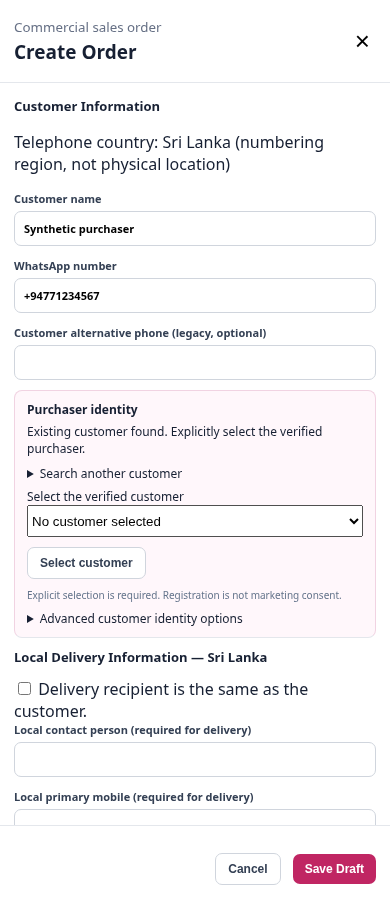 Commercial sales order
Create Order
✕
Customer Information
Telephone country: Sri Lanka (numbering
region, not physical location)
Customer name
Synthetic purchaser
WhatsApp number
+94771234567
Customer alternative phone (legacy, optional)
Purchaser identity
Existing customer found. Explicitly select the verified
purchaser.
▶ Search another customer
Select the verified customer
No customer selected
Select customer
Explicit selection is required. Registration is not marketing consent.
▶ Advanced customer identity options
Local Delivery Information — Sri Lanka
Delivery recipient is the same as the
customer.
Local contact person (required for delivery)
Local primary mobile (required for delivery)
Cancel
Save Draft